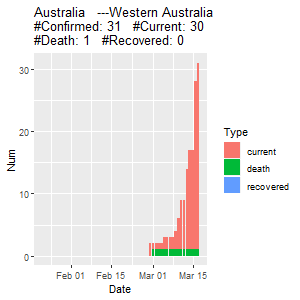 Australia   ---Western Australia
#Confirmed: 31   #Current: 30
#Death: 1   #Recovered: 0
30
20
10
0
Num
Feb 01 Feb 15 Mar 01 Mar 15
Date
Type
current
death
recovered